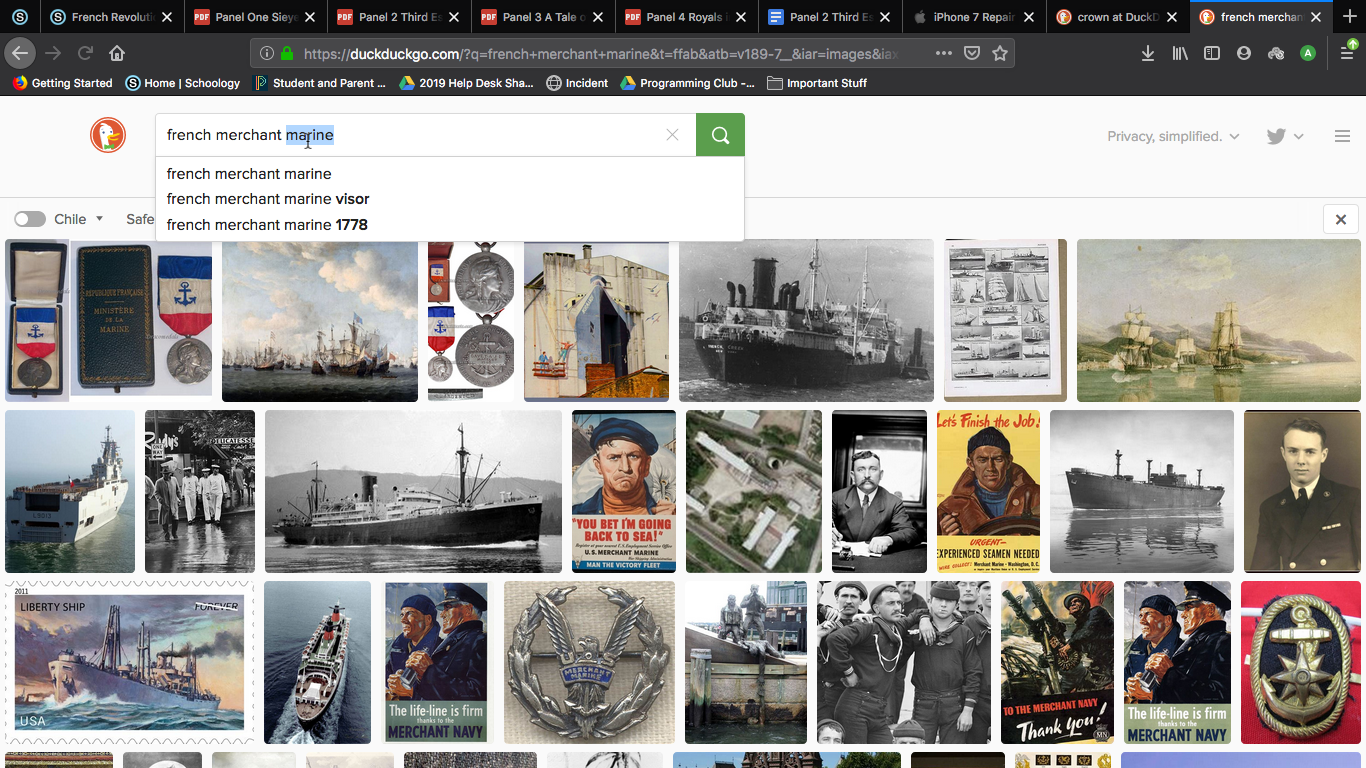 French Revoluti
Panel One Sieye
Panel 2 Third Es
Panel 3 A Tale o
Panel 4 Royals i
Panel 2 Third Es
iPhone 7 Repair
crown at DuckD
french merchan
https://duckduckgo.com/?q=french+merchant+marine&t=ffab&atb=v189-7__&iar=images&iax
Getting Started
Home | Schoology
Student and Parent ...
2019 Help Desk Sha...
Incident
Programming Club -...
Important Stuff
french merchant marine
Privacy, simplified.
french merchant marine
french merchant marine visor
french merchant marine 1778
Chile
Safe
REPUBLIQUE FRANÇAISE
MINISTÈRE
DE LA
MARINE
L9013
DELICATESSE
"YOU BET I'M GOING
BACK TO SEA!"
U.S. MERCHANT MARINE
MAN THE VICTORY FLEET
Let's Finish the Job!
URGENT—
EXPERIENCED SEAMEN NEEDED
2011
LIBERTY SHIP
FOREVER
USA
The life-line is firm
thanks to the
MERCHANT NAVY
MERCHANT
MARINE
TO THE MERCHANT NAVY
Thank you!
MN
The life-line is firm
thanks to the
MERCHANT NAVY